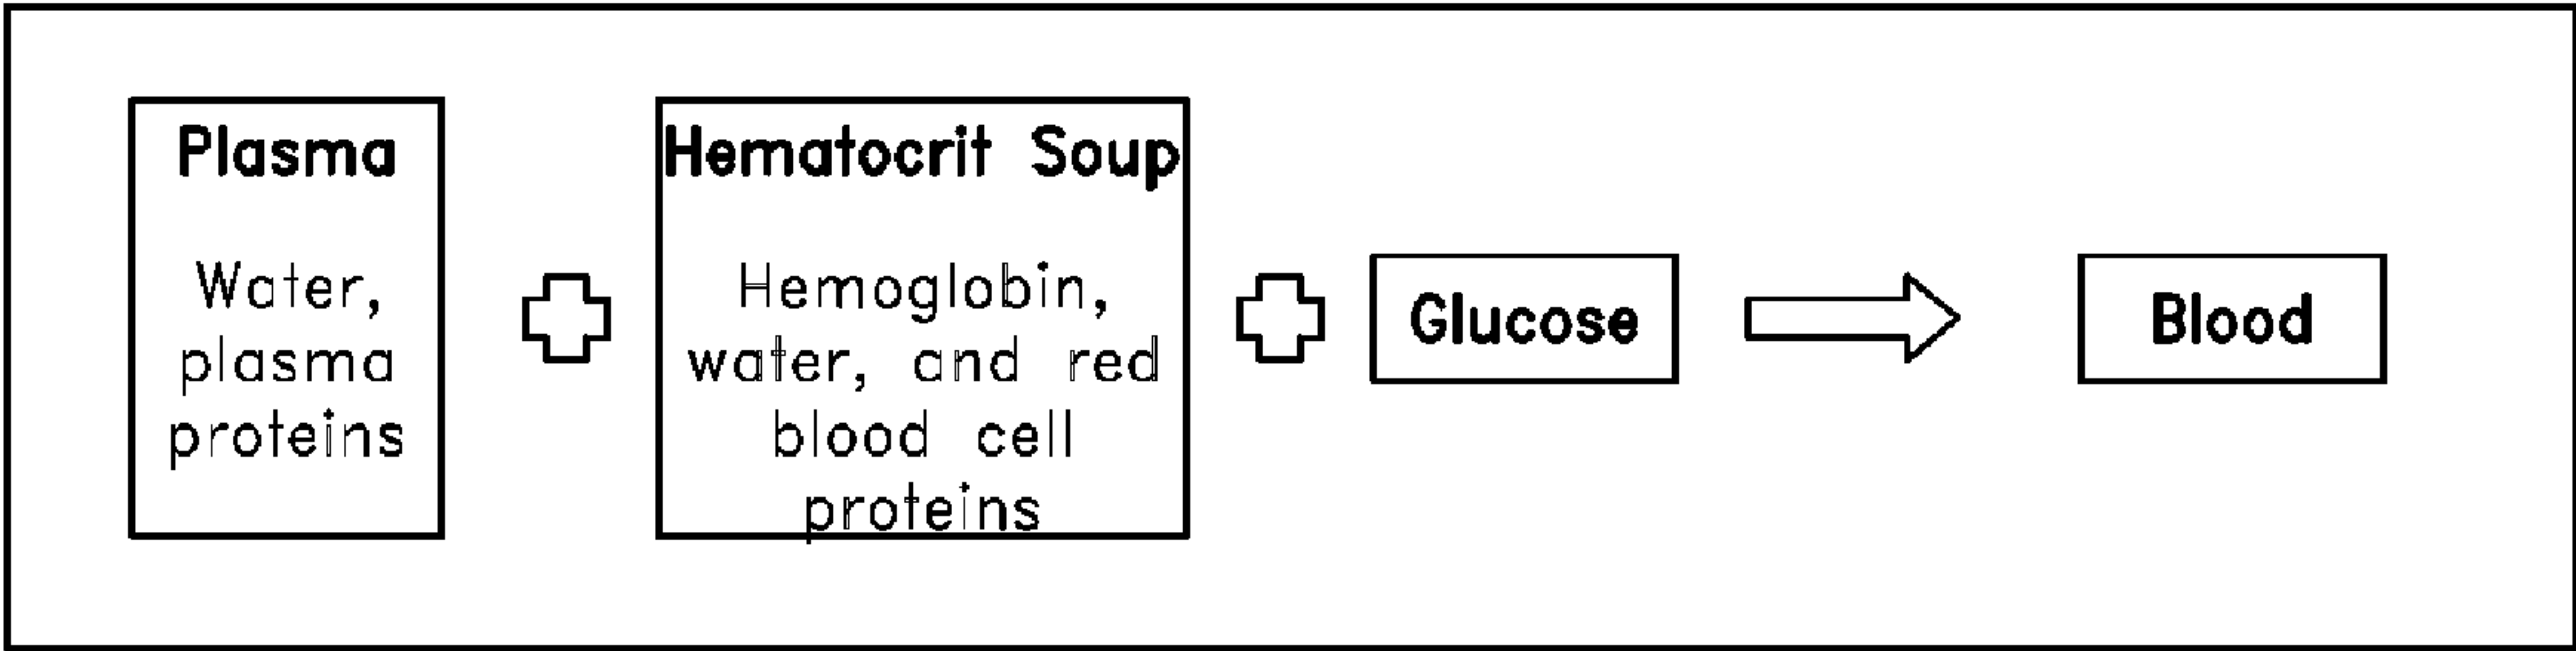 Plasma
Water,
plasma
proteins
Hematocrit Soup
Hemoglobin,
water, and red
blood cell
proteins
Glucose
Blood